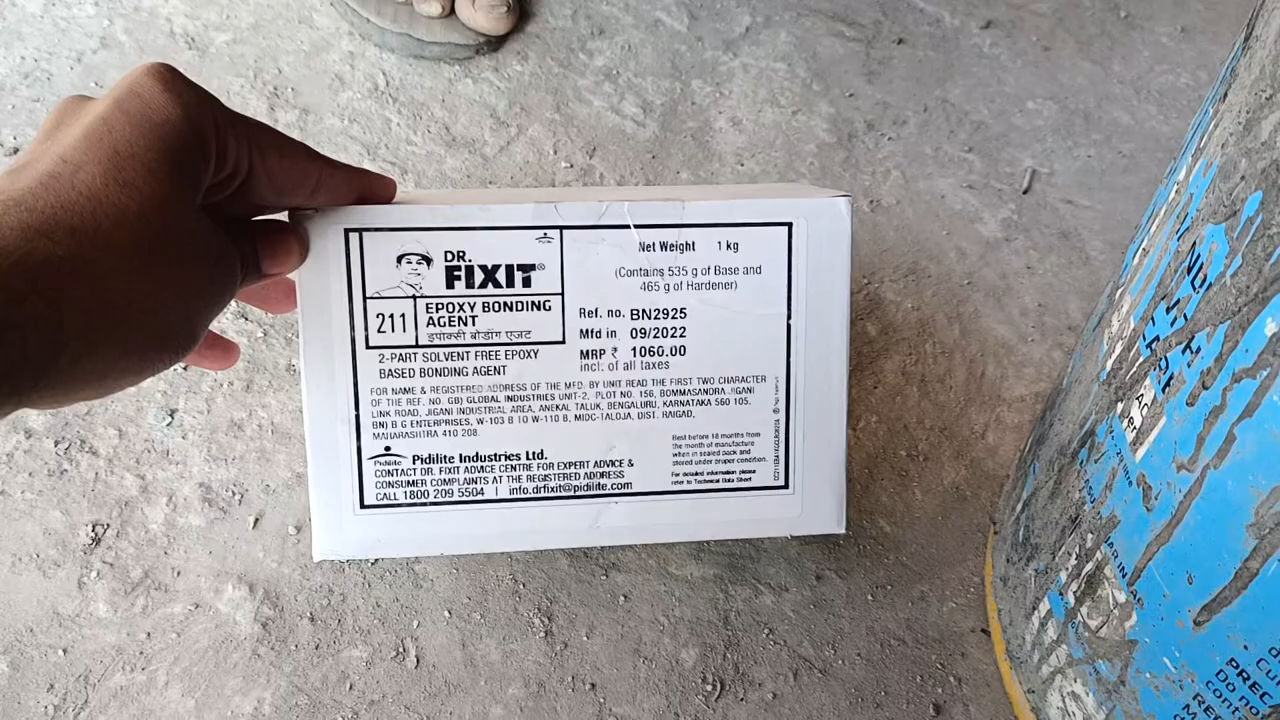 DR.
FIXIT®
Pidilite
211
EPOXY BONDING
AGENT
इपॉक्सी बोंडींग एजंट
2-PART SOLVENT FREE EPOXY
BASED BONDING AGENT
Net Weight 1 kg
(Contains 535 g of Base and
465 g of Hardener)
Ref. no. BN2925
Mfd in 09/2022
MRP ₹ 1060.00
incl. of all taxes
FOR NAME & REGISTERED ADDRESS OF THE MFD. BY UNIT READ THE FIRST TWO CHARACTER
OF THE REF. NO. GB) GLOBAL INDUSTRIES UNIT-2, PLOT NO. 156, BOMMASANDRA JIGANI
LINK ROAD, JIGANI INDUSTRIAL AREA, ANEKAL TALUK, BENGALURU, KARNATAKA 560 105.
BN) B G ENTERPRISES, W-103 B TO W-110 B, MIDC-TALOJA, DIST. RAIGAD,
MAHARASHTRA 410 208.
Pidilite
Pidilite Industries Ltd.
CONTACT DR. FIXIT ADVICE CENTRE FOR EXPERT ADVICE &
CONSUMER COMPLAINTS AT THE REGISTERED ADDRESS
CALL 1800 209 5504 | info.drfixit@pidilite.com
Best before 18 months from
the month of manufacture
when in sealed pack and
stored under proper condition.
For detailed information please
refer to Technical Data Sheet
PREC
Do no
cont